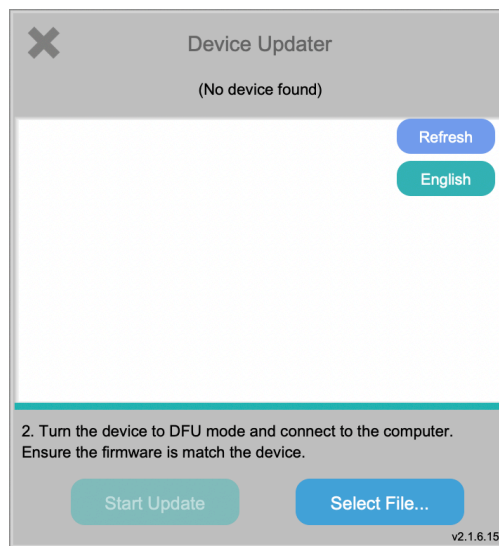 Device Updater
(No device found)
Refresh
English
2. Turn the device to DFU mode and connect to the computer.
Ensure the firmware is match the device.
Start Update
Select File...
v2.1.6.15